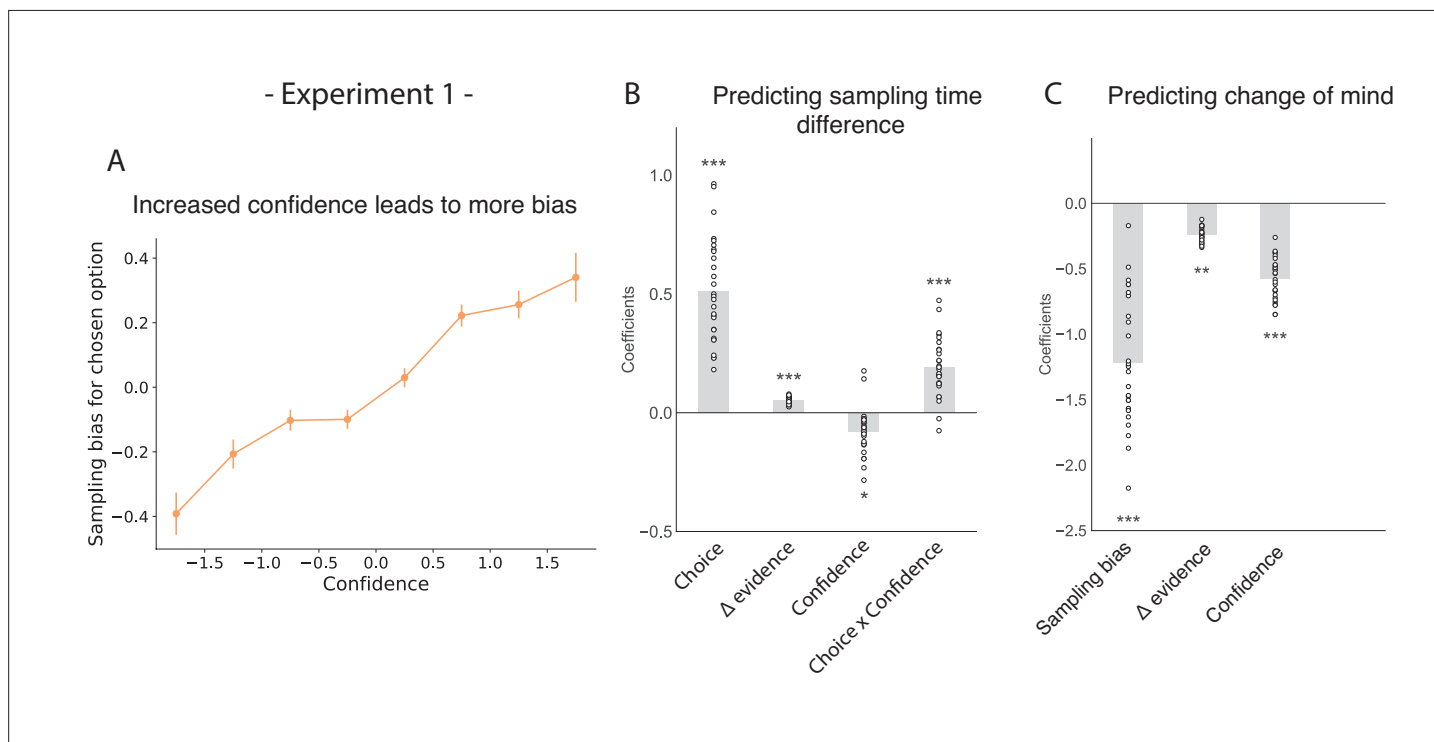 - Experiment 1 -
A
Increased confidence leads to more bias
Sampling bias for chosen option
0.4
0.2
0.0
−0.2
−0.4
−1.5 −1.0 −0.5 0.0 0.5 1.0 1.5
Confidence
B
Predicting sampling time
difference
Coefficients
1.0
0.5
0.0
−0.5
***
***
*
***
Choice
Δ evidence
Confidence
Choice x Confidence
C
Predicting change of mind
Coefficients
0.0
−0.5
−1.0
−1.5
−2.0
−2.5
***
**
***
Sampling bias
Δ evidence
Confidence